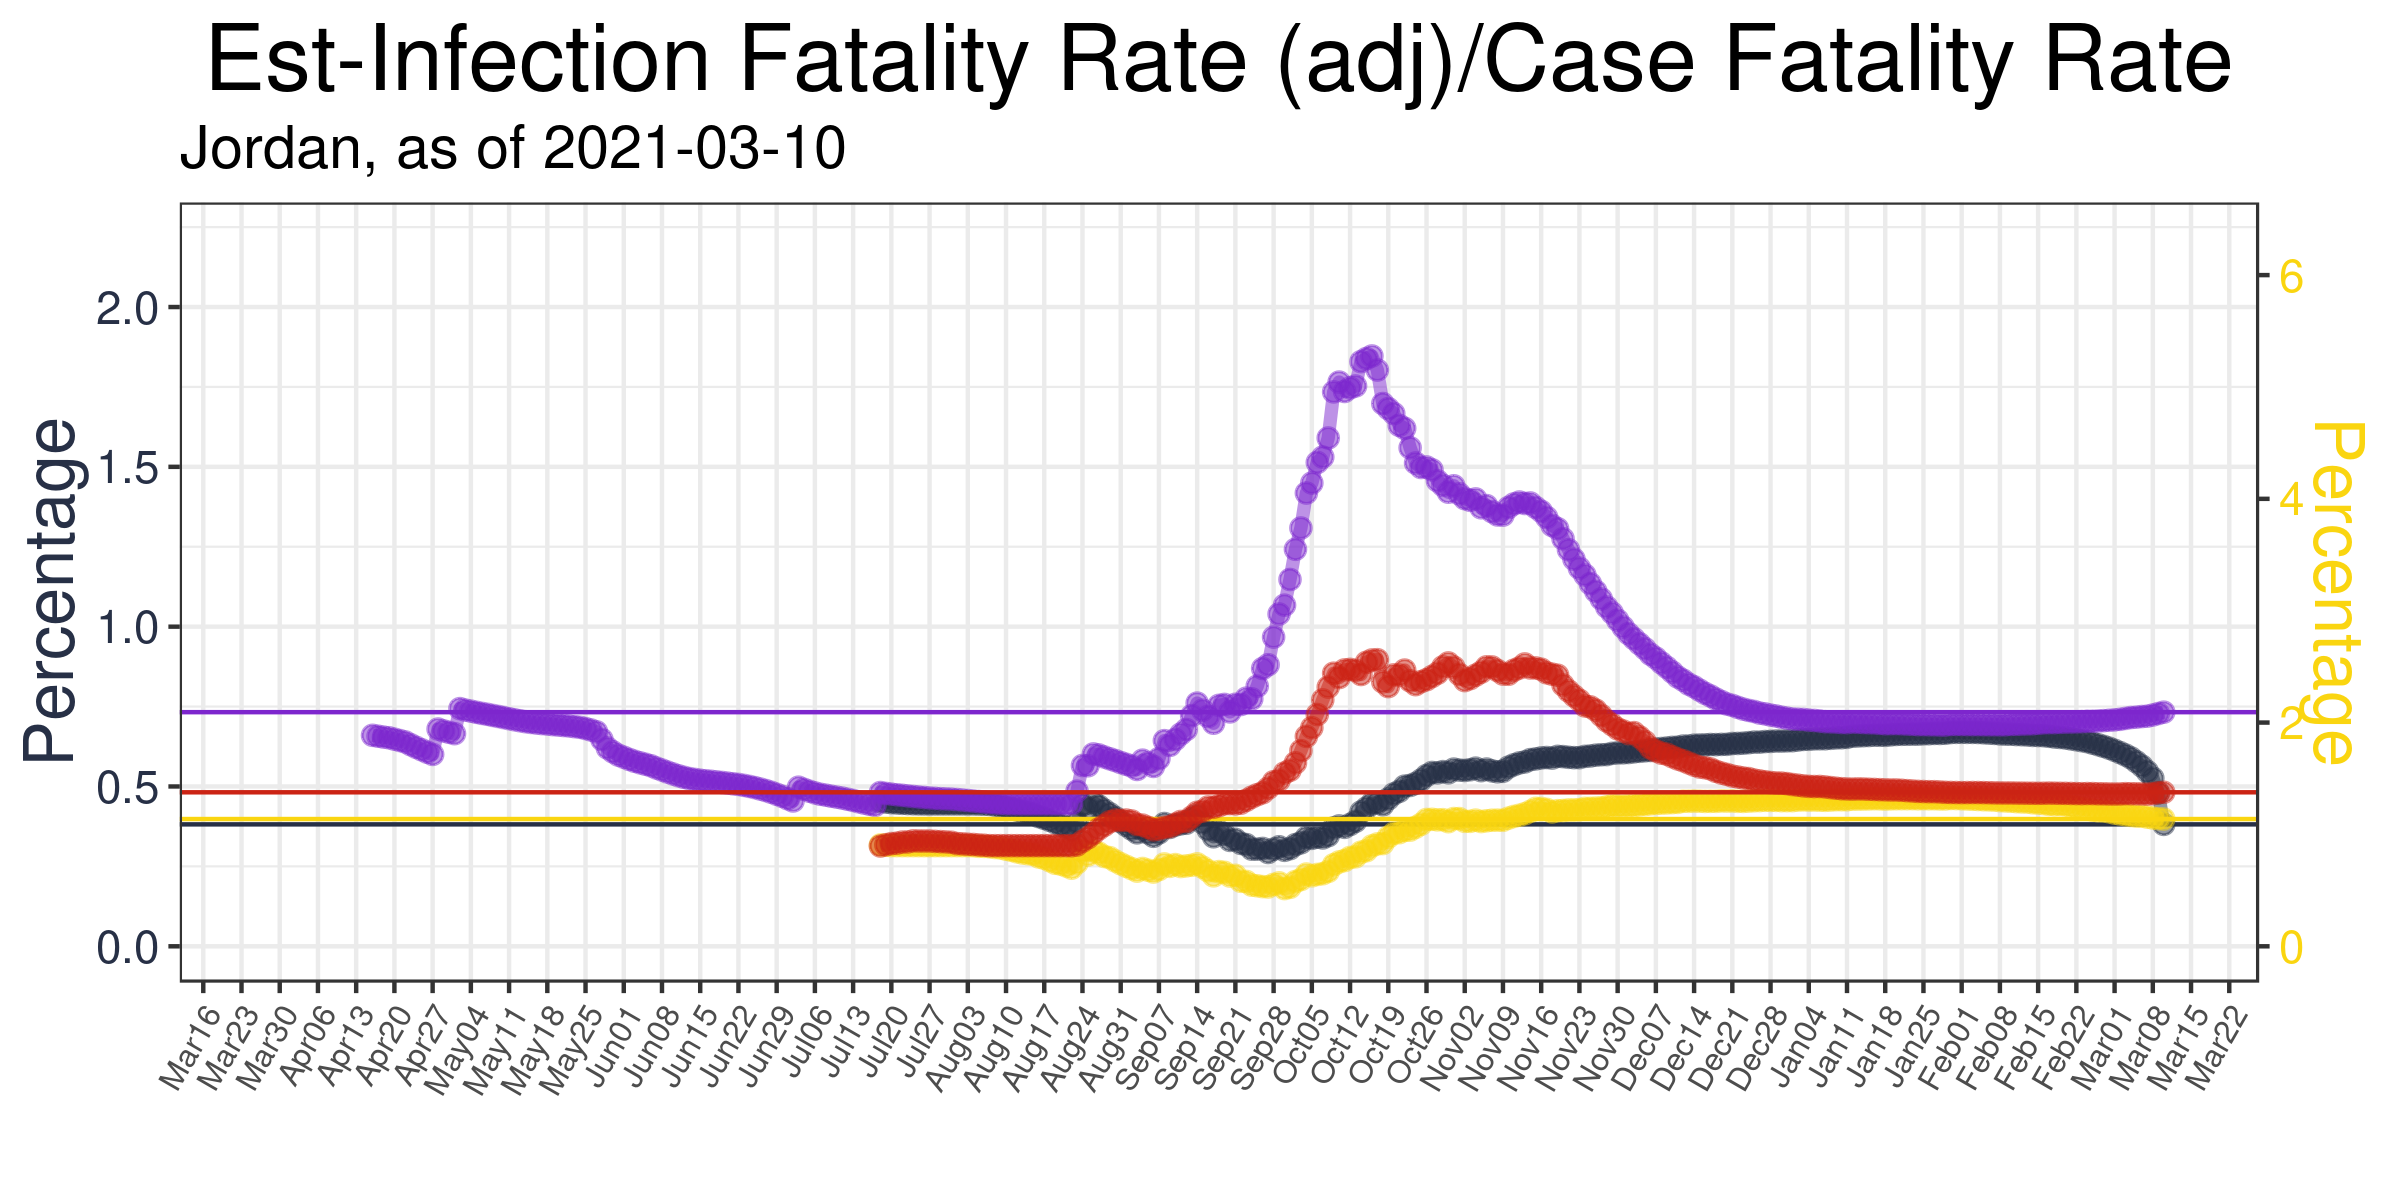 Est-Infection Fatality Rate (adj)/Case Fatality Rate
Jordan, as of 2021-03-10
Percentage
2.0
1.5
1.0
0.5
0.0
6
4
2
0
Percentage
Mar16 Mar23 Mar30 Apr06 Apr13 Apr20 Apr27 May04 May11 May18 May25 Jun01 Jun08 Jun15 Jun22 Jun29 Jul06 Jul13 Jul20 Jul27 Aug03 Aug10 Aug17 Aug24 Aug31 Sep07 Sep14 Sep21 Sep28 Oct05 Oct12 Oct19 Oct26 Nov02 Nov09 Nov16 Nov23 Nov30 Dec07 Dec14 Dec21 Dec28 Jan04 Jan11 Jan18 Jan25 Feb01 Feb08 Feb15 Feb22 Mar01 Mar08 Mar15 Mar22